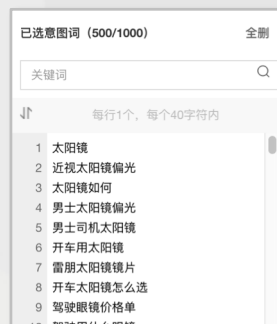 已选意图词（500/1000） 全删
关键词
每行1个，每个40字符内
1 太阳镜
2 近视太阳镜偏光
3 太阳镜如何
4 男士太阳镜偏光
5 男士司机太阳镜
6 开车用太阳镜
7 雷朋太阳镜镜片
8 开车太阳镜怎么选
9 驾驶眼镜价格单